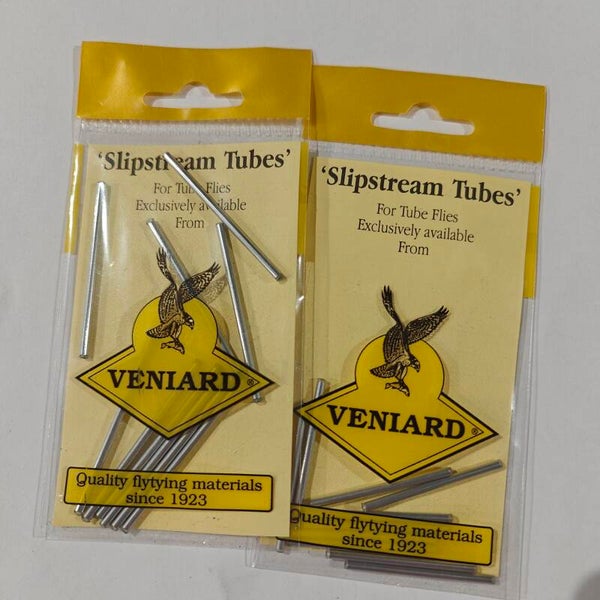 'Slipstream Tubes'
For Tube Flies
Exclusively available
From
VENIARD®
Quality flytying materials
since 1923
'Slipstream Tubes'
For Tube Flies
Exclusively available
From
VENIARD®
Quality flytying materials
since 1923